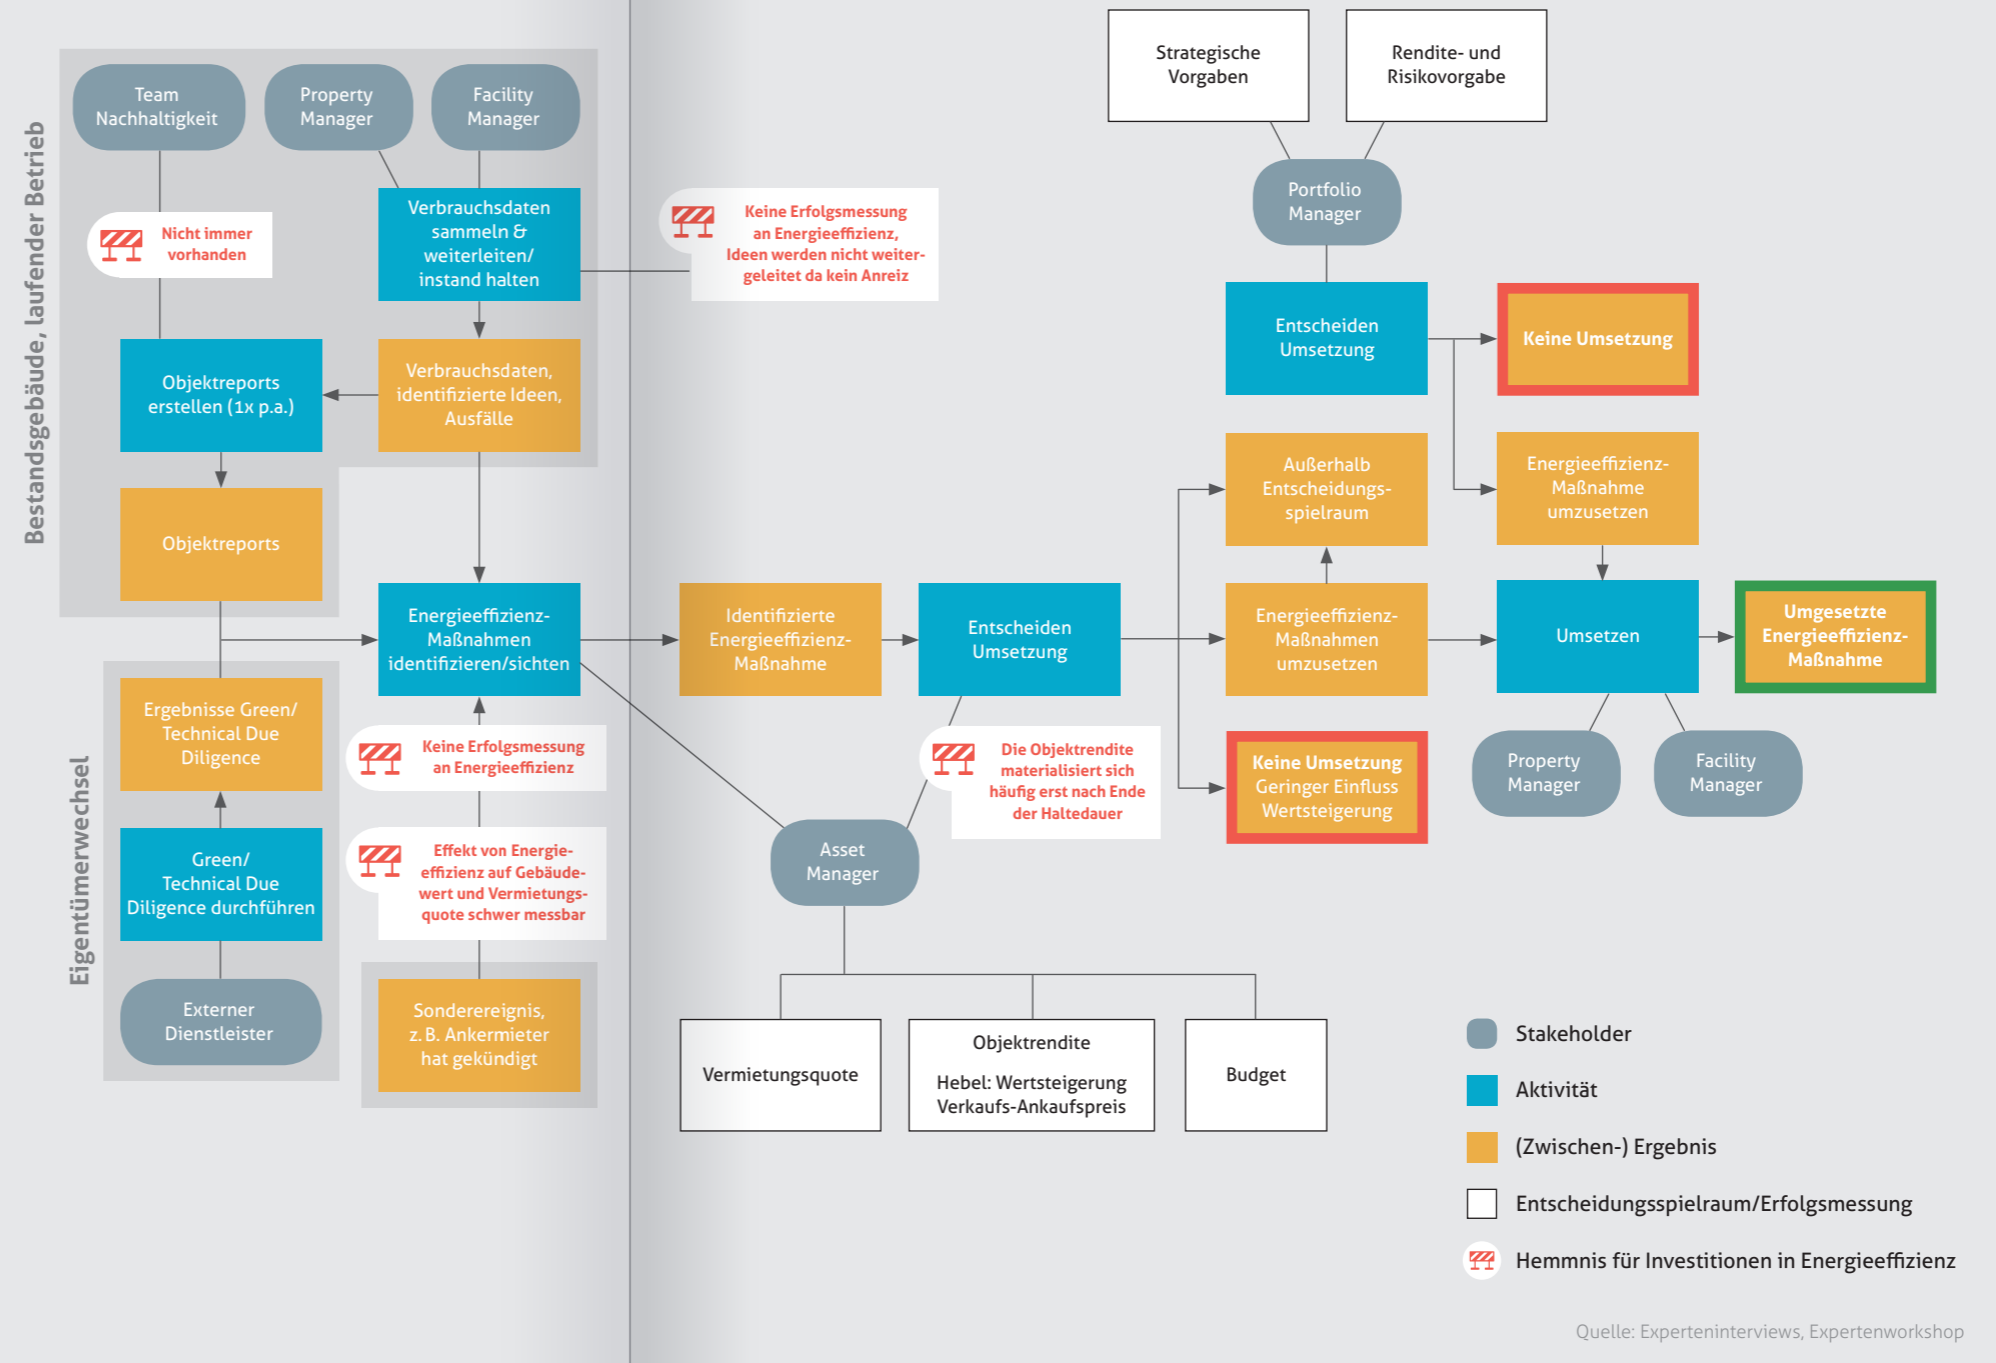 Bestandsgebäude, laufender Betrieb
Team
Nachhaltigkeit
Property
Manager
Facility
Manager
Nicht immer
vorhanden
Verbrauchsdaten
sammeln &
weiterleiten/
instand halten
Keine Erfolgsmessung
an Energieeffizienz,
Ideen werden nicht weiter-
geleitet da kein Anreiz
Objektreports
erstellen (1x p.a.)
Verbrauchsdaten,
identifizierte Ideen,
Ausfälle
Objektreports
Strategische
Vorgaben
Rendite- und
Risikovorgabe
Portfolio
Manager
Entscheiden
Umsetzung
Keine Umsetzung
Außerhalb
Entscheidungs-
spielraum
Energieeffizienz-
Maßnahme
umzusetzen
Energieeffizienz-
Maßnahmen
identifizieren/sichten
Identifizierte
Energieeffizienz-
Maßnahme
Entscheiden
Umsetzung
Energieeffizienz-
Maßnahmen
umzusetzen
Umsetzen
Umgesetzte
Energieeffizienz-
Maßnahme
Eigentümerwechsel
Ergebnisse Green/
Technical Due
Diligence
Green/
Technical Due
Diligence durchführen
Externer
Dienstleister
Keine Erfolgsmessung
an Energieeffizienz
Effekt von Energie-
effizienz auf Gebäude-
wert und Vermietungs-
quote schwer messbar
Sonderereignis,
z. B. Ankermieter
hat gekündigt
Die Objektrendite
materialisiert sich
häufig erst nach Ende
der Haltedauer
Keine Umsetzung
Geringer Einfluss
Wertsteigerung
Property
Manager
Facility
Manager
Asset
Manager
Vermietungsquote
Objektrendite
Hebel: Wertsteigerung
Verkaufs-Ankaufspreis
Budget
Stakeholder
Aktivität
(Zwischen-) Ergebnis
Entscheidungsspielraum/Erfolgsmessung
Hemmnis für Investitionen in Energieeffizienz
Quelle: Experteninterviews, Expertenworkshop